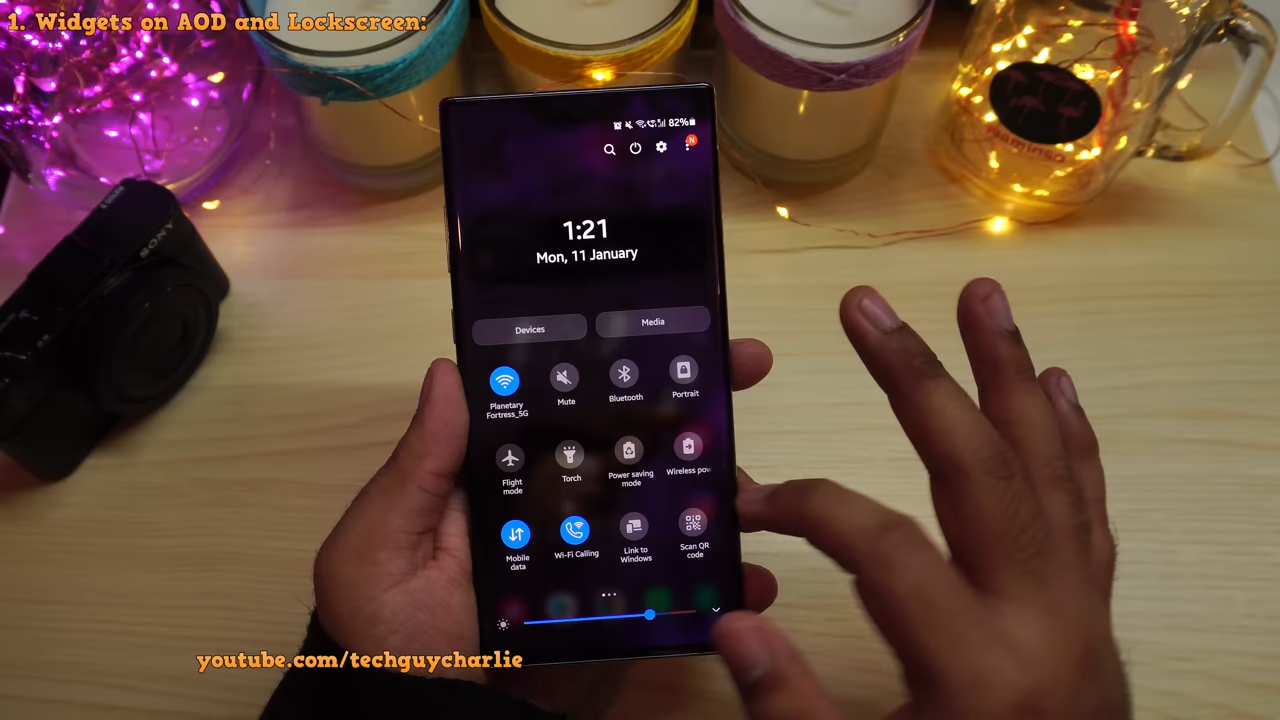 1. Widgets on AOD and Lockscreen:
82%
N
1:21
Mon, 11 January
Devices
Media
Planetary
Fortress_5G
Mute
Bluetooth
Portrait
Flight
mode
Torch
Power saving
mode
Wireless pow
Mobile
data
Wi-Fi Calling
Link to
Windows
Scan QR
code
SONY
flamingo
youtube.com/techguycharlie